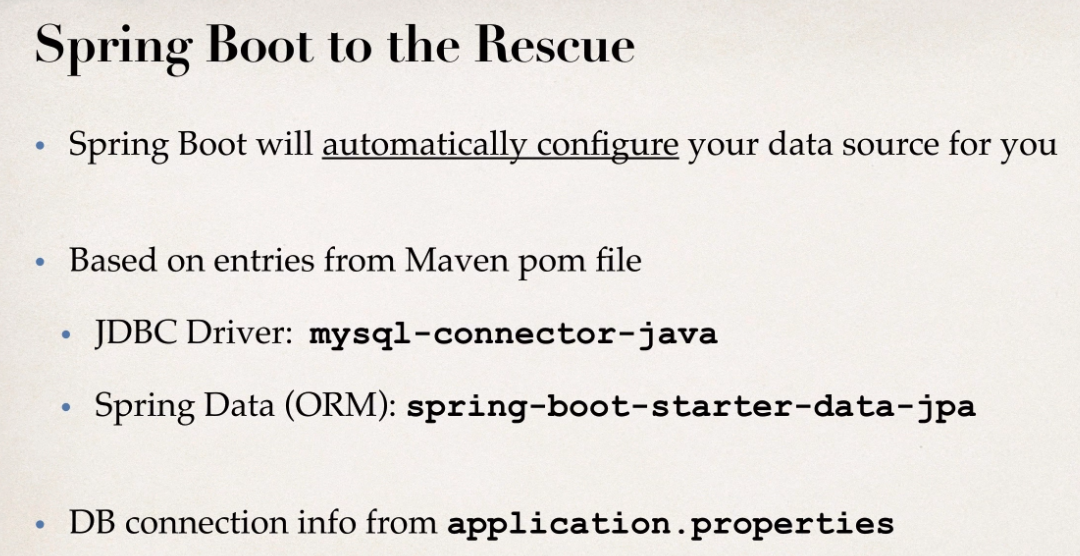 Spring Boot to the Rescue
• Spring Boot will automatically configure your data source for you
• Based on entries from Maven pom file
• JDBC Driver: mysql-connector-java
• Spring Data (ORM): spring-boot-starter-data-jpa
• DB connection info from application.properties